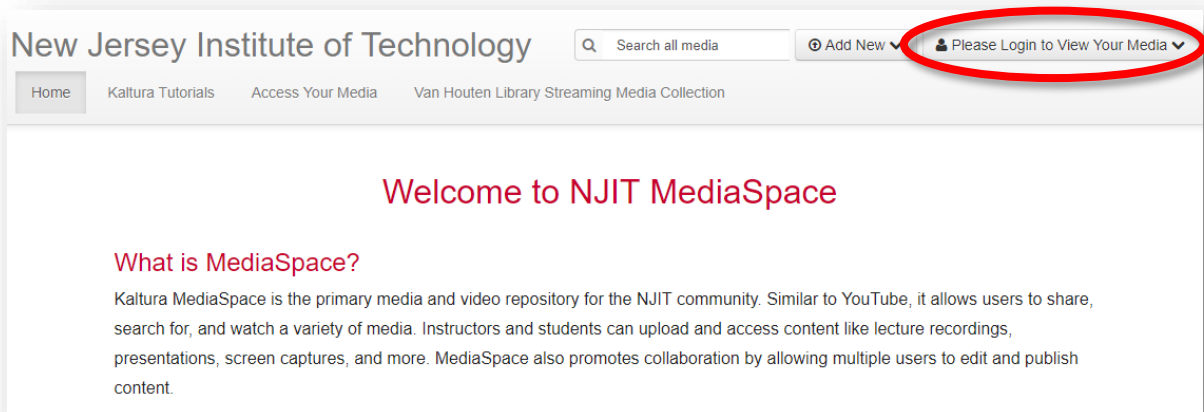 New Jersey Institute of Technology
Search all media
Add New
Please Login to View Your Media
Home
Kaltura Tutorials
Access Your Media
Van Houten Library Streaming Media Collection
Welcome to NJIT MediaSpace
What is MediaSpace?
Kaltura MediaSpace is the primary media and video repository for the NJIT community. Similar to YouTube, it allows users to share,
search for, and watch a variety of media. Instructors and students can upload and access content like lecture recordings,
presentations, screen captures, and more. MediaSpace also promotes collaboration by allowing multiple users to edit and publish
content.